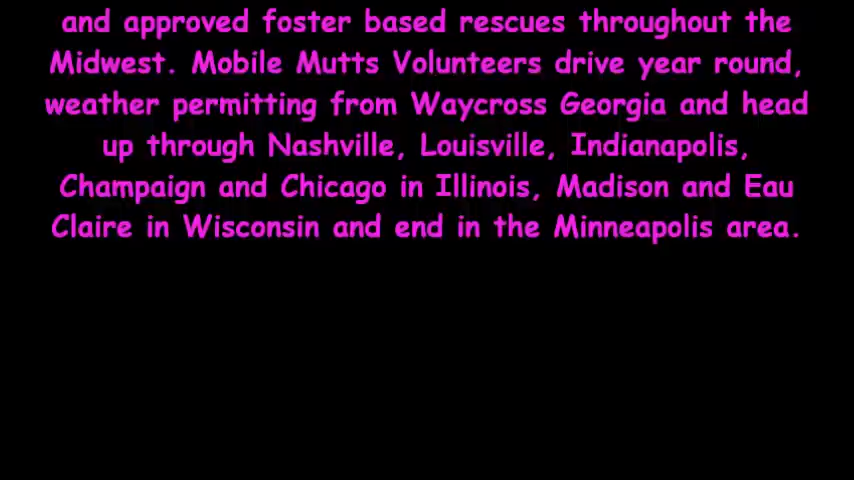 and approved foster based rescues throughout the
Midwest. Mobile Mutts Volunteers drive year round,
weather permitting from Waycross Georgia and head
up through Nashville, Louisville, Indianapolis,
Champaign and Chicago in Illinois, Madison and Eau
Claire in Wisconsin and end in the Minneapolis area.